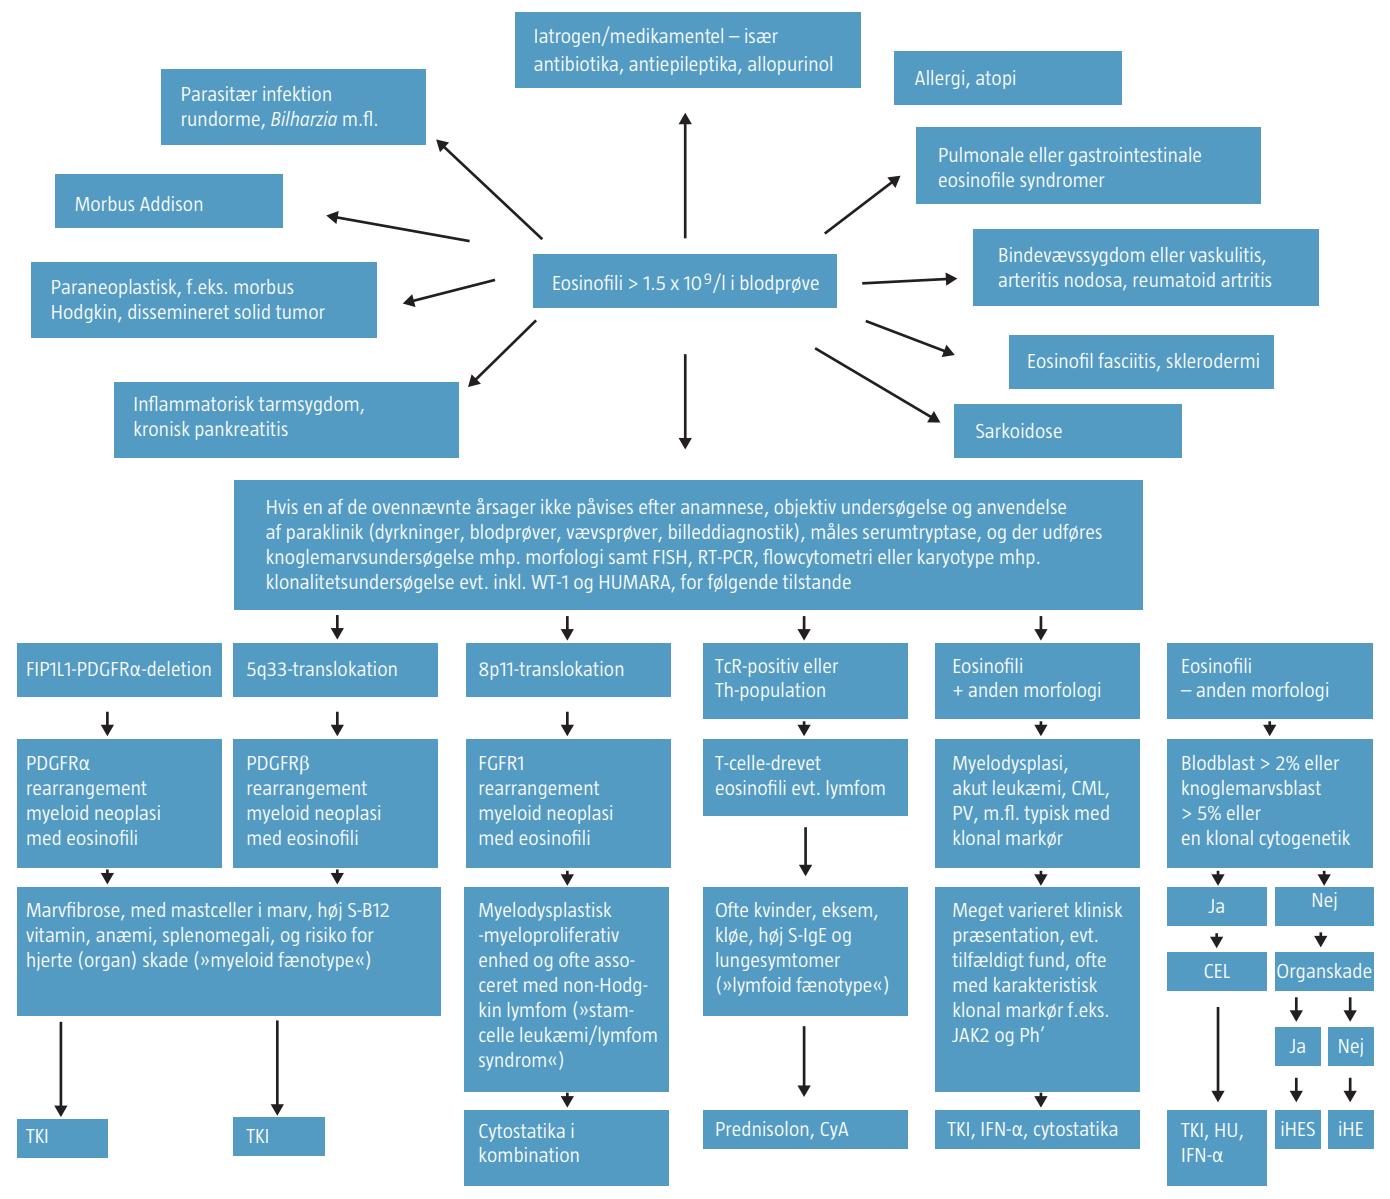 Iatrogen/medikamentel – især
antibiotika, antiepileptika, allopurinol
Allergi, atopi
Parasitær infektion
rundorme, Bilharzia m.fl.
Pulmonale eller gastrointestinale
eosinofile syndromer
Morbus Addison
Bindevævssygdom eller vaskulitis,
arteritis nodosa, reumatoid artritis
Eosinofili > 1.5 x 10⁹/l i blodprøve
Paraneoplastisk, f.eks. morbus
Hodgkin, dissemineret solid tumor
Eosinofil fasciitis, sklerodermi
Inflammatorisk tarmsygdom,
kronisk pankreatitis
Sarkoidose
Hvis en af de ovennævnte årsager ikke påvises efter anamnese, objektiv undersøgelse og anvendelse
af paraklinik (dyrkninger, blodprøver, vævsprøver, billeddiagnostik), måles serumtryptase, og der udføres
knoglemarvsundersøgelse mhp. morfologi samt FISH, RT-PCR, flowcytometri eller karyotype mhp.
klonalitetsundersøgelse evt. inkl. WT-1 og HUMARA, for følgende tilstande
FIP1L1-PDGFRα-deletion
5q33-translokation
8p11-translokation
TcR-positiv eller
Th-population
Eosinofili
+ anden morfologi
Eosinofili
– anden morfologi
PDGFRα
rearrangement
myeloid neoplasi
med eosinofili
PDGFRβ
rearrangement
myeloid neoplasi
med eosinofili
FGFR1
rearrangement
myeloid neoplasi
med eosinofili
T-celle-drevet
eosinofili evt. lymfom
Myelodysplasi,
akut leukæmi, CML,
PV, m.fl. typisk med
klonal markør
Blodblast > 2% eller
knoglemarvsblast
> 5% eller
en klonal cytogenetik
Marvfibrose, med mastceller i marv, høj S-B12
vitamin, anæmi, splenomegali, og risiko for
hjerte (organ) skade (»myeloid fænotype«)
Myelodysplastisk
-myeloproliferativ
enhed og ofte asso-
ceret med non-Hodg-
kin lymfom (»stam-
celle leukæmi/lymfom
syndrom«)
Ofte kvinder, eksem,
kløe, høj S-IgE og
lungesymtomer
(»lymfoid fænotype«)
Meget varieret klinisk
præsentation, evt.
tilfældigt fund, ofte
med karakteristisk
klonal markør f.eks.
JAK2 og Ph’
Ja
Nej
CEL
Organskade
Ja
Nej
TKI
TKI
Cytostatika i
kombination
Prednisolon, CyA
TKI, IFN-α, cytostatika
TKI, HU,
IFN-α
iHES
iHE